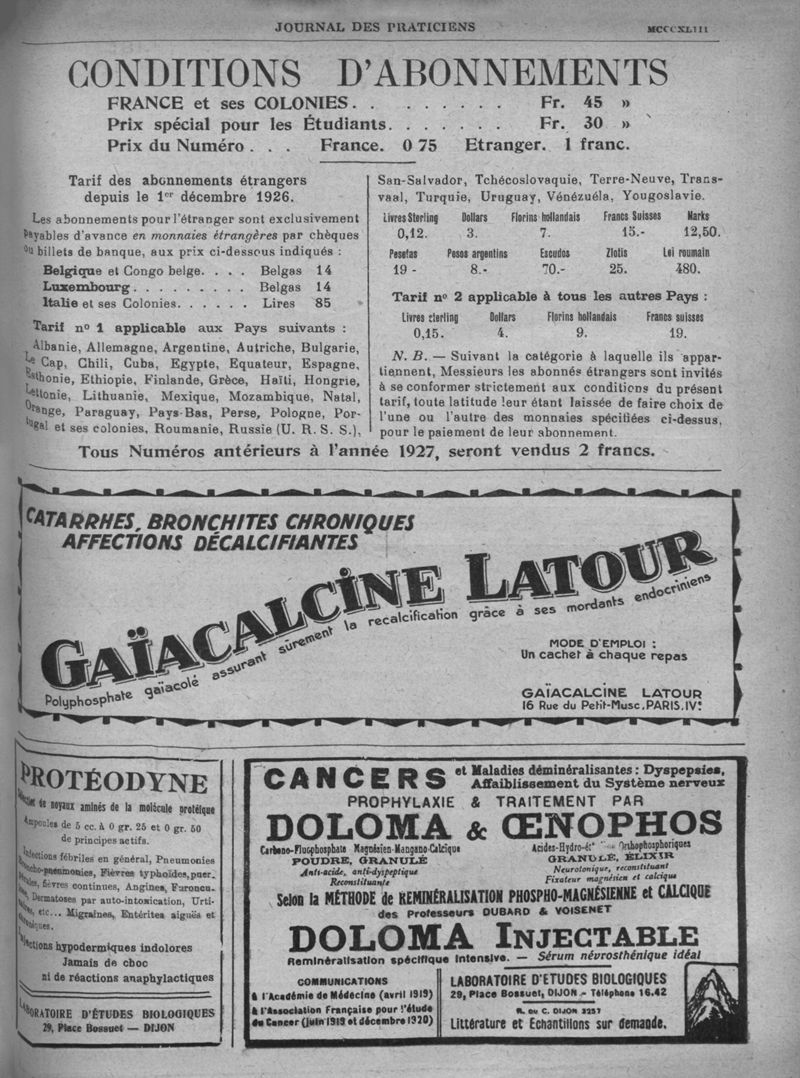 JOURNAL DES PRATICIENS
MCCCXLIII
CONDITIONS D'ABONNEMENTS
FRANCE et ses COLONIES. . . . . . . . . Fr. 45 »
Prix spécial pour les Étudiants. . . . . . . Fr. 30 »
Prix du Numéro . . . France. 0 75 Etranger. 1 franc.
Tarif des abonnements étrangers
depuis le 1er décembre 1926.
Les abonnements pour l'étranger sont exclusivement
payables d'avance en monnaies étrangères par chèques
ou billets de banque, aux prix ci-dessous indiqués :
Belgique et Congo belge. . . . Belgas 14
Luxembourg . . . . . . . . . Belgas 14
Italie et ses Colonies. . . . . . Lires 85
Tarif no 1 applicable aux Pays suivants :
Albanie, Allemagne, Argentine, Autriche, Bulgarie,
Le Cap, Chili, Cuba, Egypte, Equateur, Espagne,
Esthonie, Ethiopie, Finlande, Grèce, Haïti, Hongrie,
Lettonie, Lithuanie, Mexique, Mozambique, Natal,
Orange, Paraguay, Pays-Bas, Perse, Pologne, Por-
tugal et ses colonies, Roumanie, Russie (U. R. S. S.),
San-Salvador, Tchécoslovaquie, Terre-Neuve, Trans-
vaal, Turquie, Uruguay, Vénézuéla, Yougoslavie.
Livres Sterling Dollars Florins hollandais Francs Suisses Marks
0,12. 3. 7. 15.- 12,50.
Pesetas Pesos argentins Escudos Zlotis Lei roumain
19 - 8.- 70.- 25. 480.
Tarif no 2 applicable à tous les autres Pays :
Livres sterling Dollars Florins hollandais Francs suisses
0,15. 4. 9. 19.
N. B. — Suivant la catégorie à laquelle ils appar-
tiennent, Messieurs les abonnés étrangers sont invités
à se conformer strictement aux conditions du présent
tarif, toute latitude leur étant laissée de faire choix de
l'une ou l'autre des monnaies spécifiées ci-dessus,
pour le paiement de leur abonnement.
Tous Numéros antérieurs à l'année 1927, seront vendus 2 francs.
CATARRHES, BRONCHITES CHRONIQUES
AFFECTIONS DÉCALCIFIANTES
GAÏACALCINE LATOUR
Polyphosphate gaïacolé assurant sûrement la recalcification grâce à ses mordants endocriniens
MODE D'EMPLOI :
Un cachet à chaque repas
GAÏACALCINE LATOUR
16 Rue du Petit-Musc. PARIS. IVe
PROTÉODYNE
de noyaux aminés de la molécule protéique
Ampoules de 5 cc. à 0 gr. 25 et 0 gr. 50
de principes actifs.
Infections fébriles en général, Pneumonies
Broncho-pneumonies, Fièvres typhoïdes, puer-
rales, fièvres continues, Angines, Furoncu-
Dermatoses par auto-intoxication, Urti-
etc... Migraines, Entérites aiguës et
Injections hypodermiques indolores
Jamais de choc
ni de réactions anaphylactiques
LABORATOIRE D'ÉTUDES BIOLOGIQUES
29, Place Bossuet — DIJON
CANCERS et Maladies déminéralisantes : Dyspepsies,
Affaiblissement du Système nerveux
PROPHYLAXIE & TRAITEMENT PAR
DOLOMA & ŒNOPHOS
Carbono-Fluophosphate Magnésien-Mangano-Calcique
POUDRE, GRANULÉ
Anti-acide, anti-dyspeptique
Reconstituante
Acides-Hydro-et Orthophosphoriques
GRANULÉ, ÉLIXIR
Neurotonique, reconstituant
Fixateur magnésien et calcique
Selon la MÉTHODE de REMINÉRALISATION PHOSPHO-MAGNÉSIENNE et CALCIQUE
des Professeurs DUBARD & VOISENET
DOLOMA INJECTABLE
Reminéralisation spécifique intensive. — Sérum névrosthénique idéal
COMMUNICATIONS
à l'Académie de Médecine (avril 1919)
à l'Association Française pour l'étude
du Cancer (juin 1919 et décembre 1920)
LABORATOIRE D'ETUDES BIOLOGIQUES
29, Place Bossuet, DIJON - Téléphone 16.42
R. du C. DIJON 3257
Littérature et Echantillons sur demande.